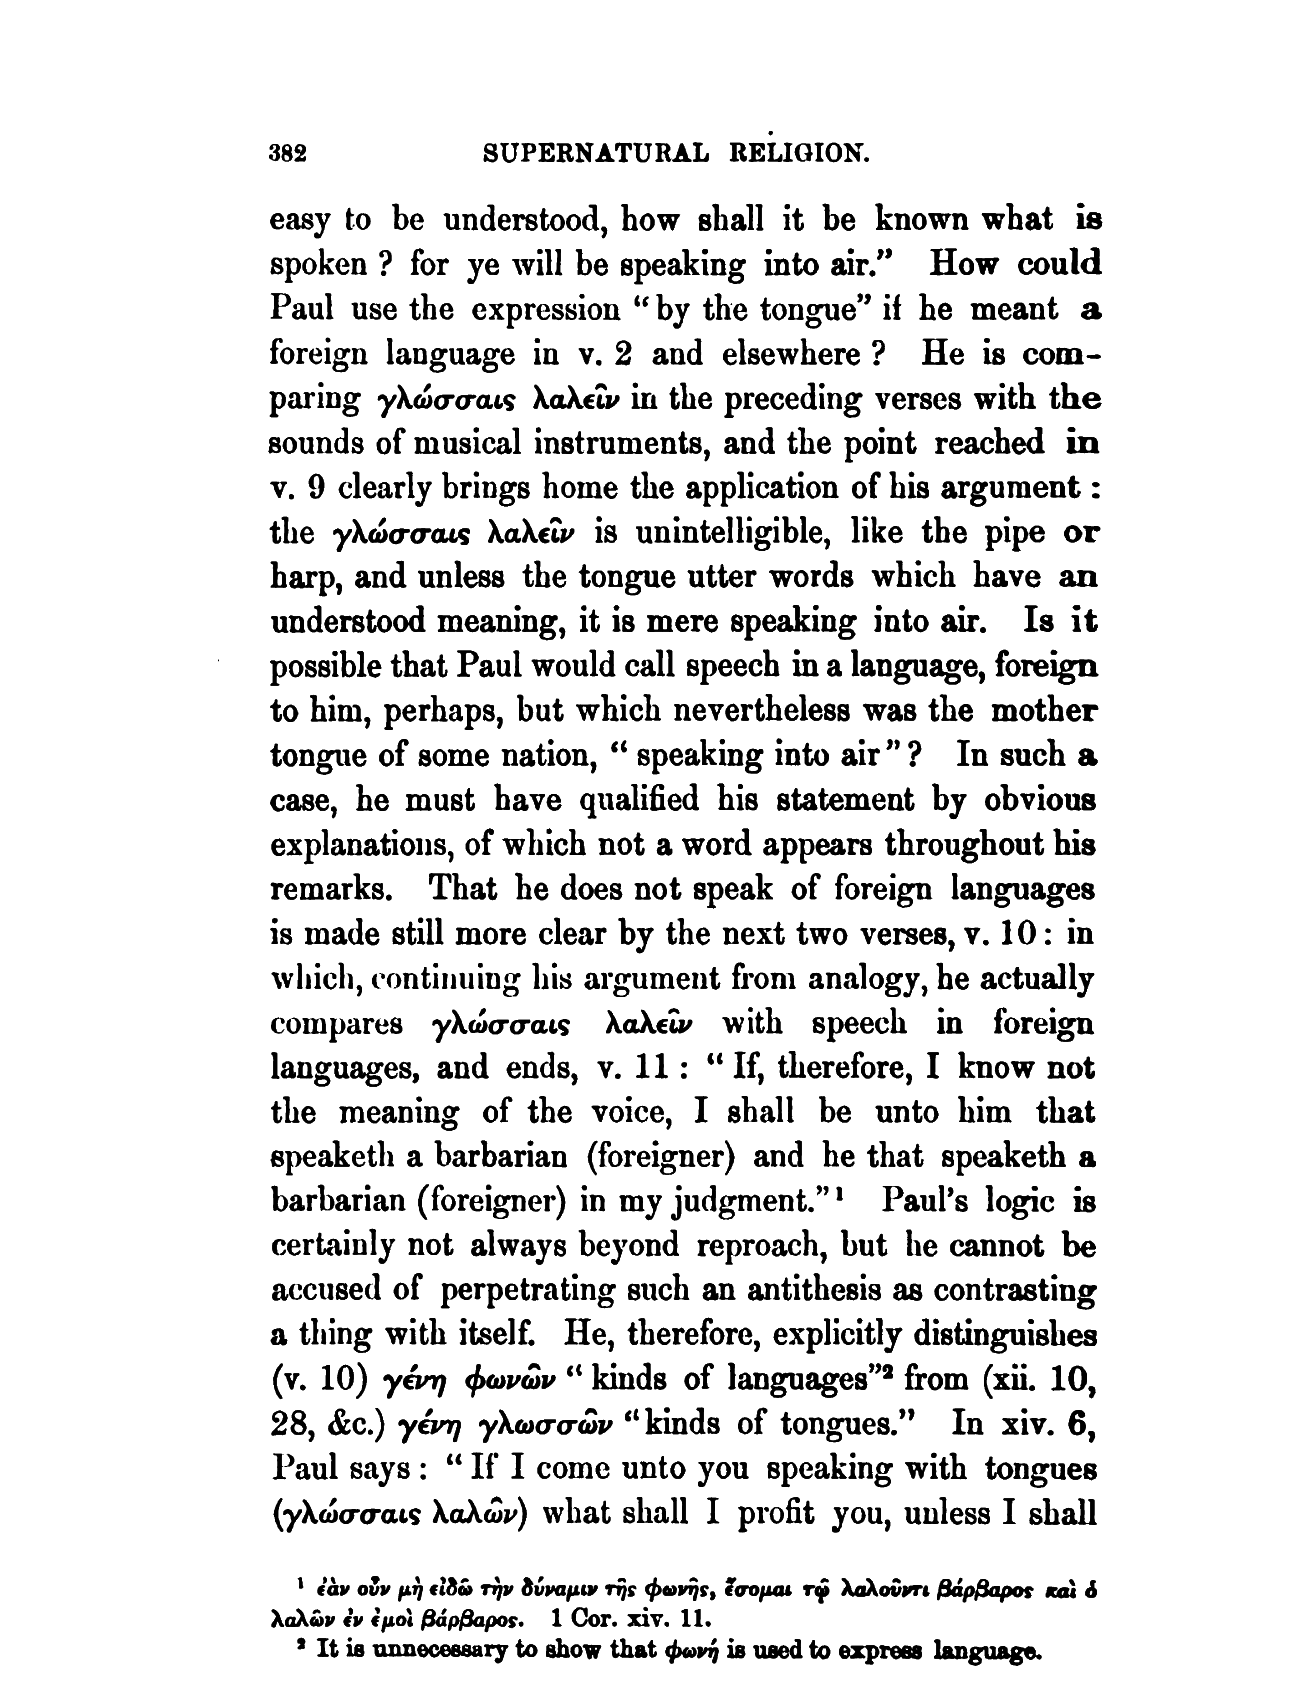 382 SUPERNATURAL RELIGION.
easy to be understood, how shall it be known what is
spoken ? for ye will be speaking into air.” How could
Paul use the expression “by the tongue” if he meant a
foreign language in v. 2 and elsewhere ? He is com-
paring γλώσσαις λαλεῖν in the preceding verses with the
sounds of musical instruments, and the point reached in
v. 9 clearly brings home the application of his argument :
the γλώσσαις λαλεῖν is unintelligible, like the pipe or
harp, and unless the tongue utter words which have an
understood meaning, it is mere speaking into air. Is it
possible that Paul would call speech in a language, foreign
to him, perhaps, but which nevertheless was the mother
tongue of some nation, “ speaking into air ” ? In such a
case, he must have qualified his statement by obvious
explanations, of which not a word appears throughout his
remarks. That he does not speak of foreign languages
is made still more clear by the next two verses, v. 10 : in
which, continuing his argument from analogy, he actually
compares γλώσσαις λαλεῖν with speech in foreign
languages, and ends, v. 11 : “ If, therefore, I know not
the meaning of the voice, I shall be unto him that
speaketh a barbarian (foreigner) and he that speaketh a
barbarian (foreigner) in my judgment.” ¹ Paul’s logic is
certainly not always beyond reproach, but he cannot be
accused of perpetrating such an antithesis as contrasting
a thing with itself. He, therefore, explicitly distinguishes
(v. 10) γένη φωνῶν “ kinds of languages”² from (xii. 10,
28, &c.) γένη γλωσσῶν “kinds of tongues.” In xiv. 6,
Paul says : “ If I come unto you speaking with tongues
(γλώσσαις λαλῶν) what shall I profit you, unless I shall
¹ ἐὰν οὖν μὴ εἰδῶ τὴν δύναμιν τῆς φωνῆς, ἔσομαι τῷ λαλοῦντι βάρβαρος καὶ ὁ
λαλῶν ἐν ἐμοὶ βάρβαρος. 1 Cor. xiv. 11.
² It is unnecessary to show that φωνή is used to express language.